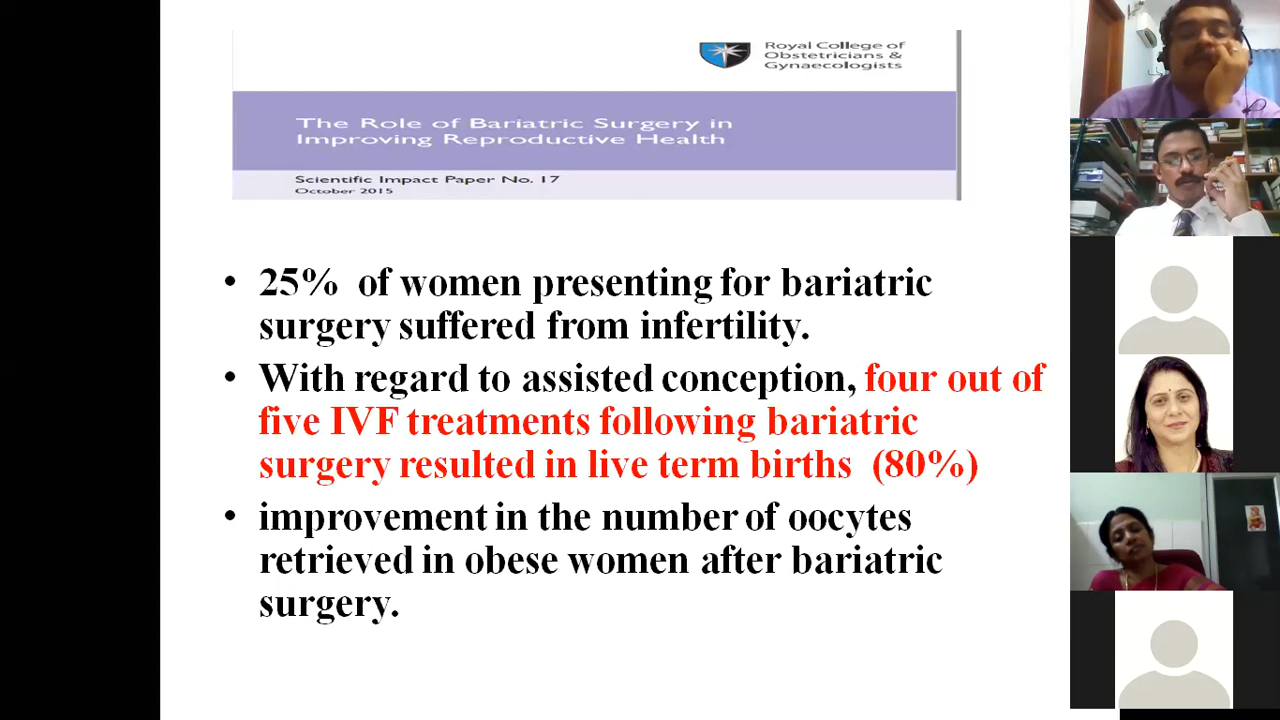 Royal College of
Obstetricians &
Gynaecologists
The Role of Bariatric Surgery in
Improving Reproductive Health
Scientific Impact Paper No. 17
October 2015
• 25% of women presenting for bariatric
surgery suffered from infertility.
• With regard to assisted conception, four out of
five IVF treatments following bariatric
surgery resulted in live term births (80%)
• improvement in the number of oocytes
retrieved in obese women after bariatric
surgery.